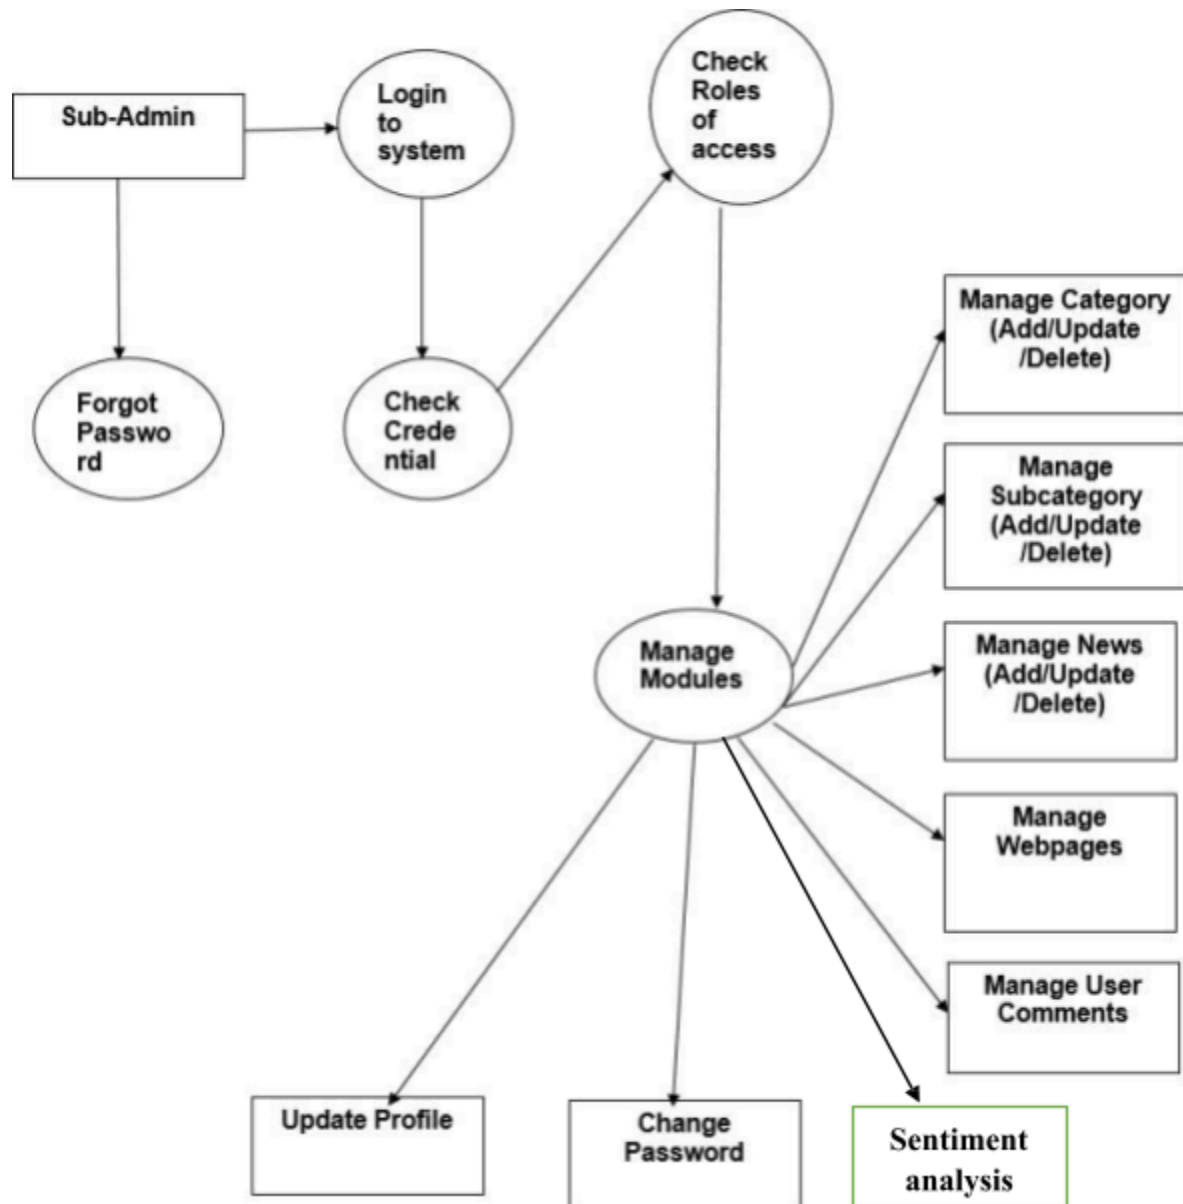 Sub-Admin
Login
to
system
Check
Roles
of
access
Forgot
Passwo
rd
Check
Crede
ntial
Manage Category
(Add/Update
/Delete)
Manage
Subcategory
(Add/Update
/Delete)
Manage
Modules
Manage News
(Add/Update
/Delete)
Manage
Webpages
Manage User
Comments
Update Profile
Change
Password
Sentiment
analysis